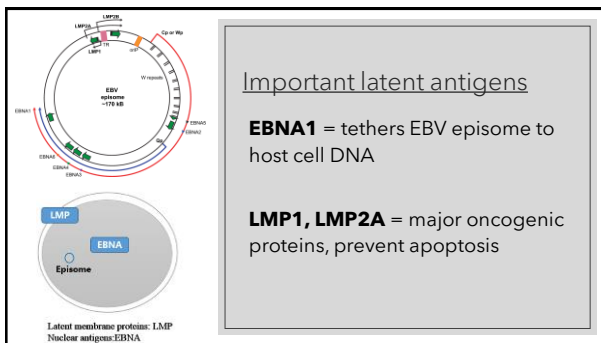 LMP2B
LMP2A
Cp or Wp
TR
oriP
LMP1
W repeats
EBV
episome
~170 kB
EBNA1
EBNA5
EBNA2
Qp
EBNA6
EBNA4
EBNA3
LMP
EBNA
Episome
Latent membrane proteins: LMP
Nuclear antigens:EBNA
Important latent antigens
EBNA1 = tethers EBV episome to
host cell DNA
LMP1, LMP2A = major oncogenic
proteins, prevent apoptosis